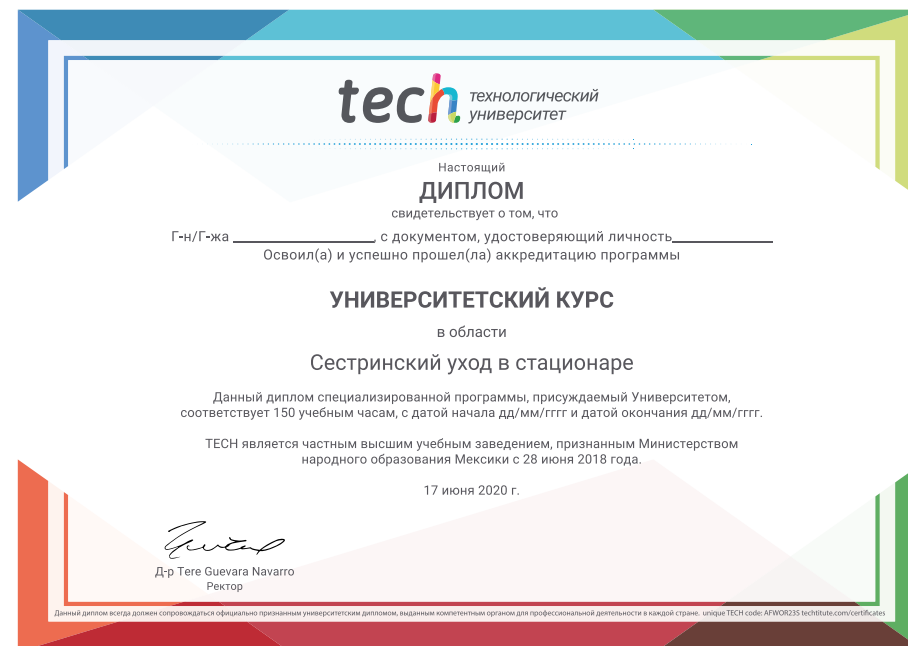 tech технологический
университет
Настоящий
ДИПЛОМ
свидетельствует о том, что
Г-н/Г-жа ________________, с документом, удостоверяющий личность____________
Освоил(а) и успешно прошел(ла) аккредитацию программы
УНИВЕРСИТЕТСКИЙ КУРС
в области
Сестринский уход в стационаре
Данный диплом специализированной программы, присуждаемый Университетом,
соответствует 150 учебным часам, с датой начала дд/мм/гггг и датой окончания дд/мм/гггг.
TECH является частным высшим учебным заведением, признанным Министерством
народного образования Мексики с 28 июня 2018 года.
17 июня 2020 г.
Д-р Tere Guevara Navarro
Ректор
Данный диплом всегда должен сопровождаться официально признанным университетским дипломом, выданным компетентным органом для профессиональной деятельности в каждой стране. unique TECH code: AFWOR23S techtitute.com/certificates